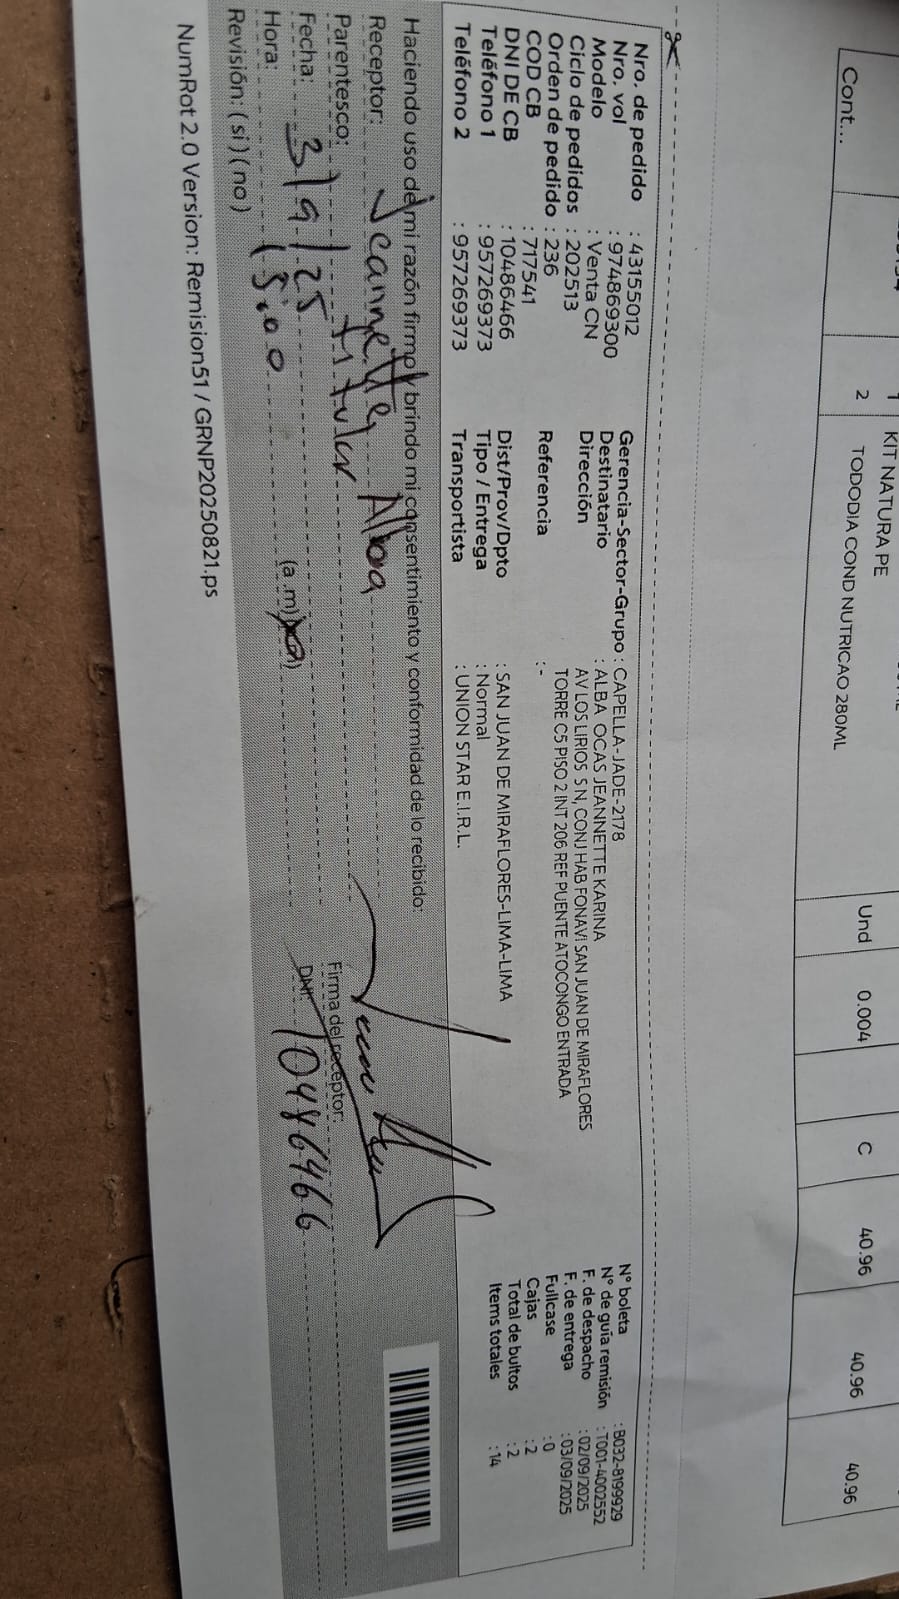 KIT NATURA PE
Cont... 2 TODODIA COND NUTRICAO 280ML Und 0.004 C 40.96 40.96 40.96
Nro. de pedido : 43155012
Nro. vol : 974869300
Modelo : Venta CN
Ciclo de pedidos : 202513
Orden de pedido : 236
COD CB : 717541
DNI DE CB : 10486466
Teléfono 1 : 957269373
Teléfono 2 : 957269373
Gerencia-Sector-Grupo : CAPELLA-JADE-2178
Destinatario : ALBA OCAS JEANNETTE KARINA
Dirección AV LOS LIRIOS S N, CONJ HAB FONAVI SAN JUAN DE MIRAFLORES
TORRE C5 PISO 2 INT 206 REF PUENTE ATOCONGO ENTRADA
Referencia :-
Dist/Prov/Dpto : SAN JUAN DE MIRAFLORES-LIMA-LIMA
Tipo / Entrega : Normal
Transportista : UNION STAR E.I.R.L.
N° boleta :B032-8199929
N° de guía remisión :T001-4002552
F. de despacho :02/09/2025
F. de entrega :03/09/2025
Fullcase :0
Cajas :2
Total de bultos :2
Items totales :14
Haciendo uso de mi razón firmo y brindo mi consentimiento y conformidad de lo recibido:
Receptor: Jeannette Alba
Parentesco: titular
Firma del receptor:
Fecha: 3/9/25
DNI: 10486466
Hora: 15:00 (a.m)
Revisión: ( si ) ( no )
NumRot 2.0 Version: Remision51 / GRNP20250821.ps